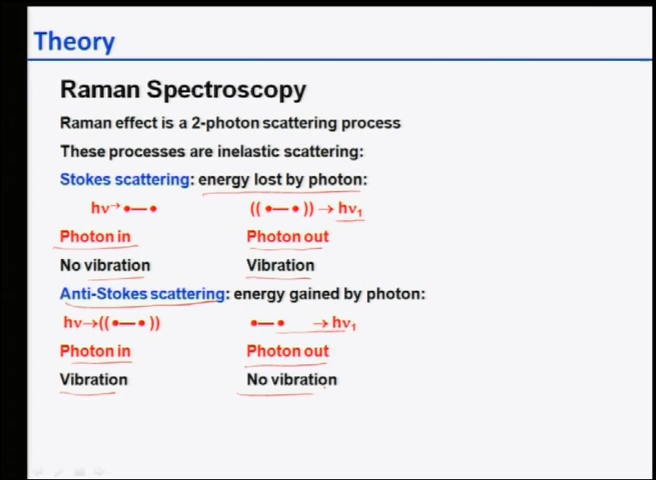 Theory
Raman Spectroscopy
Raman effect is a 2-photon scattering process
These processes are inelastic scattering:
Stokes scattering: energy lost by photon:
hν→•—• ((•—•))→hν₁
Photon in Photon out
No vibration Vibration
Anti-Stokes scattering: energy gained by photon:
hν→((•—•)) •—• →hν₁
Photon in Photon out
Vibration No vibration